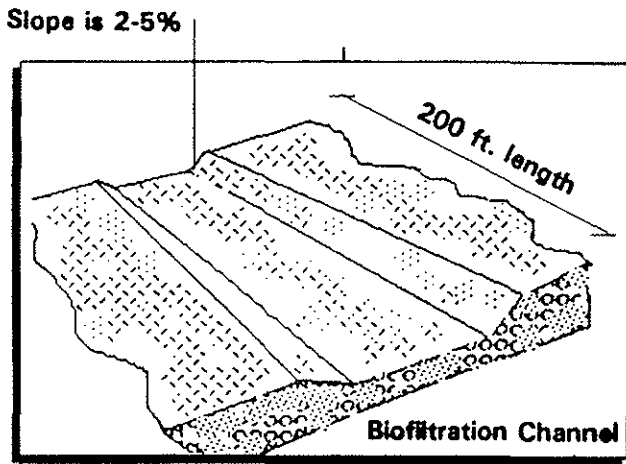 Slope is 2-5%
200 ft. length
Biofiltration Channel